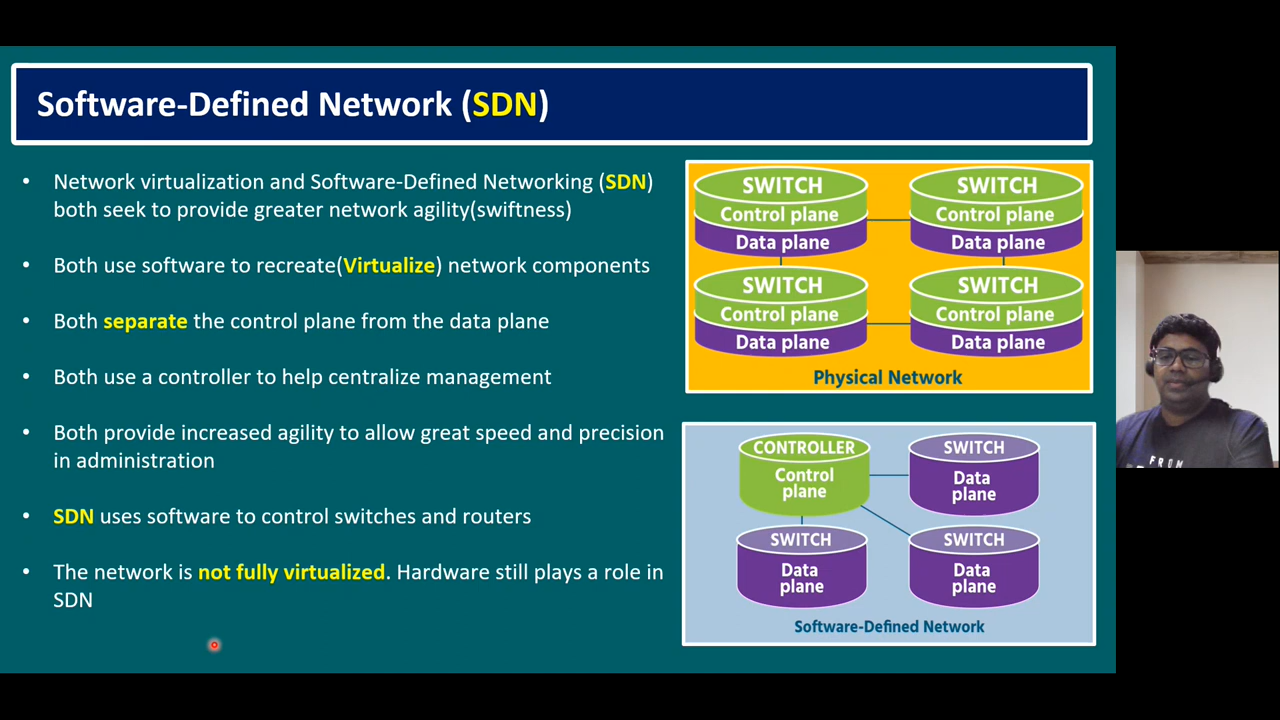 Software-Defined Network (SDN)
• Network virtualization and Software-Defined Networking (SDN)
both seek to provide greater network agility(swiftness)
• Both use software to recreate(Virtualize) network components
• Both separate the control plane from the data plane
• Both use a controller to help centralize management
• Both provide increased agility to allow great speed and precision
in administration
• SDN uses software to control switches and routers
• The network is not fully virtualized. Hardware still plays a role in
SDN
SWITCH
Control plane
Data plane
SWITCH
Control plane
Data plane
SWITCH
Control plane
Data plane
SWITCH
Control plane
Data plane
Physical Network
CONTROLLER
Control
plane
SWITCH
Data
plane
SWITCH
Data
plane
SWITCH
Data
plane
Software-Defined Network
FROM